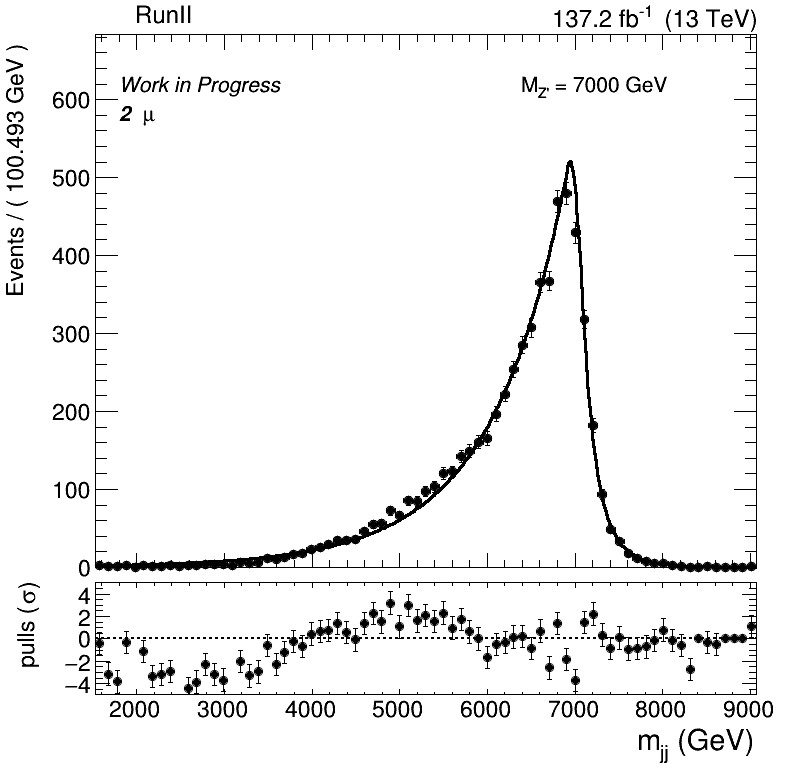 RunII
137.2 fb⁻¹ (13 TeV)
Work in Progress
M_Z' = 7000 GeV
2 μ
Events / ( 100.493 GeV )
600
500
400
300
200
100
0
pulls (σ)
4
2
0
−2
−4
2000 3000 4000 5000 6000 7000 8000 9000
m_jj (GeV)